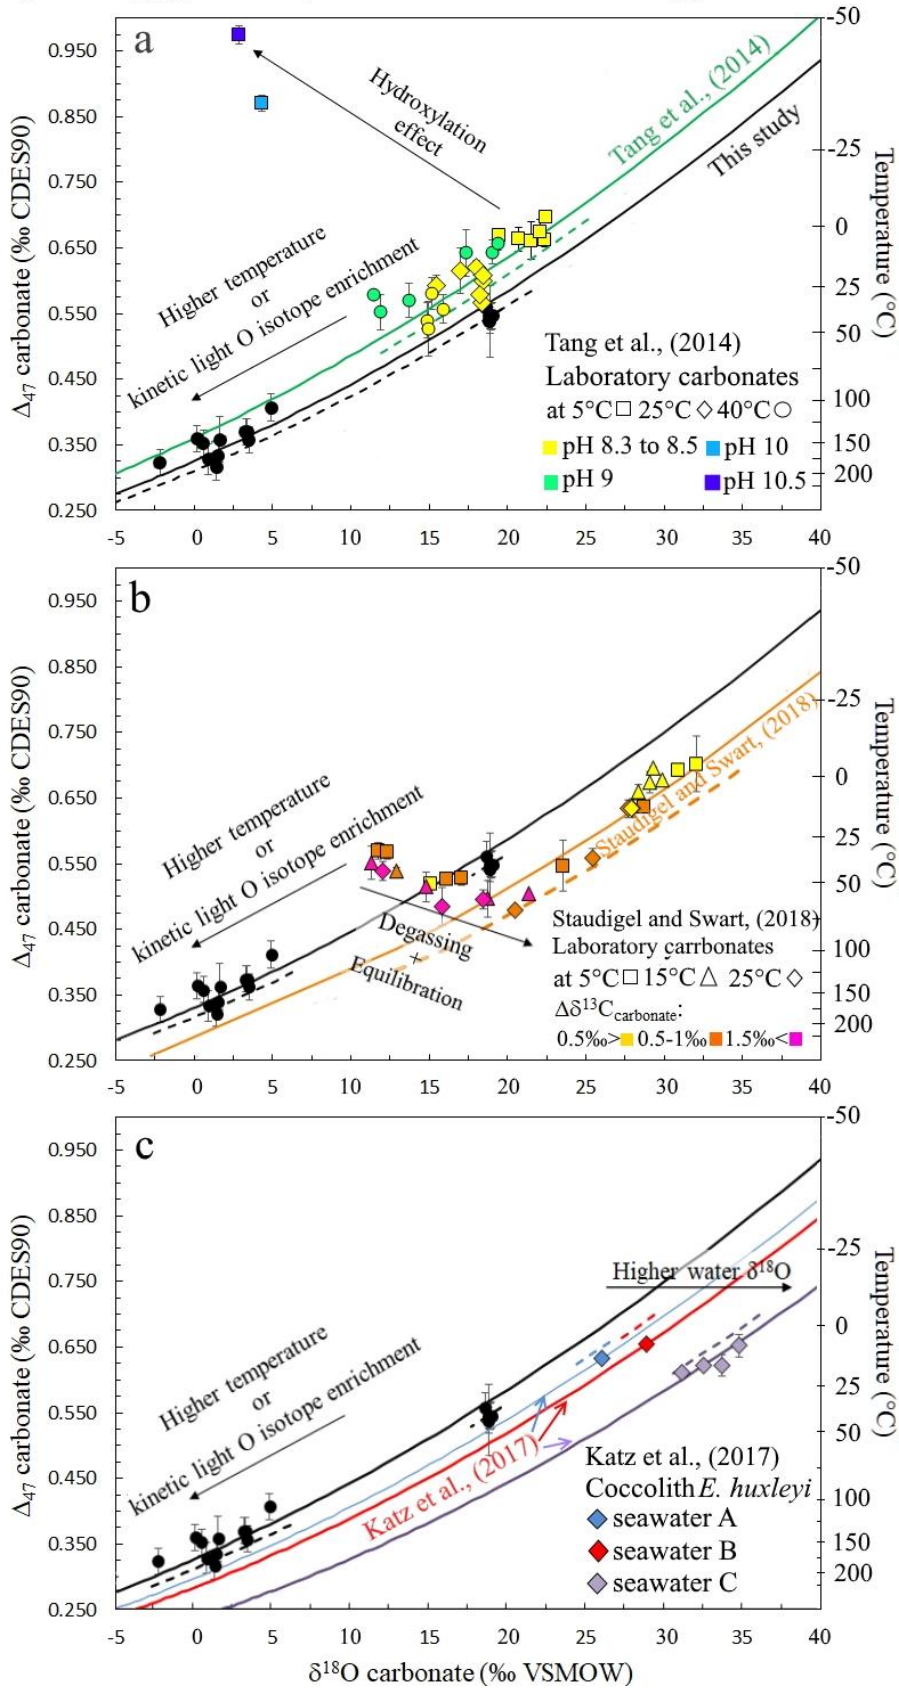 a
Δ47 carbonate (‰ CDES90)
0.950
0.850
0.750
0.650
0.550
0.450
0.350
0.250
-5
0
5
10
15
20
25
30
35
40
-50
-25
0
25
50
100
150
200
Temperature (°C)
Hydroxylation
effect
Tang et al., (2014)
This study
Higher temperature
or
kinetic light O isotope enrichment
Tang et al., (2014)
Laboratory carbonates
at 5°C 25°C 40°C
pH 8.3 to 8.5 pH 10
pH 9 pH 10.5
b
Δ47 carbonate (‰ CDES90)
0.950
0.850
0.750
0.650
0.550
0.450
0.350
0.250
-5
0
5
10
15
20
25
30
35
40
-50
-25
0
25
50
100
150
200
Temperature (°C)
Higher temperature
or
kinetic light O isotope enrichment
Staudigel and Swart, (2018)
Degassing
+
Equilibration
Staudigel and Swart, (2018)
Laboratory carrbonates
at 5°C 15°C 25°C
Δδ13Ccarbonate:
0.5‰> 0.5-1‰ 1.5‰<
c
Δ47 carbonate (‰ CDES90)
0.950
0.850
0.750
0.650
0.550
0.450
0.350
0.250
-5
0
5
10
15
20
25
30
35
40
-50
-25
0
25
50
100
150
200
Temperature (°C)
Higher water δ18O
Higher temperature
or
kinetic light O isotope enrichment
Katz et al., (2017)
Katz et al., (2017)
Coccolith E. huxleyi
seawater A
seawater B
seawater C
δ18O carbonate (‰ VSMOW)